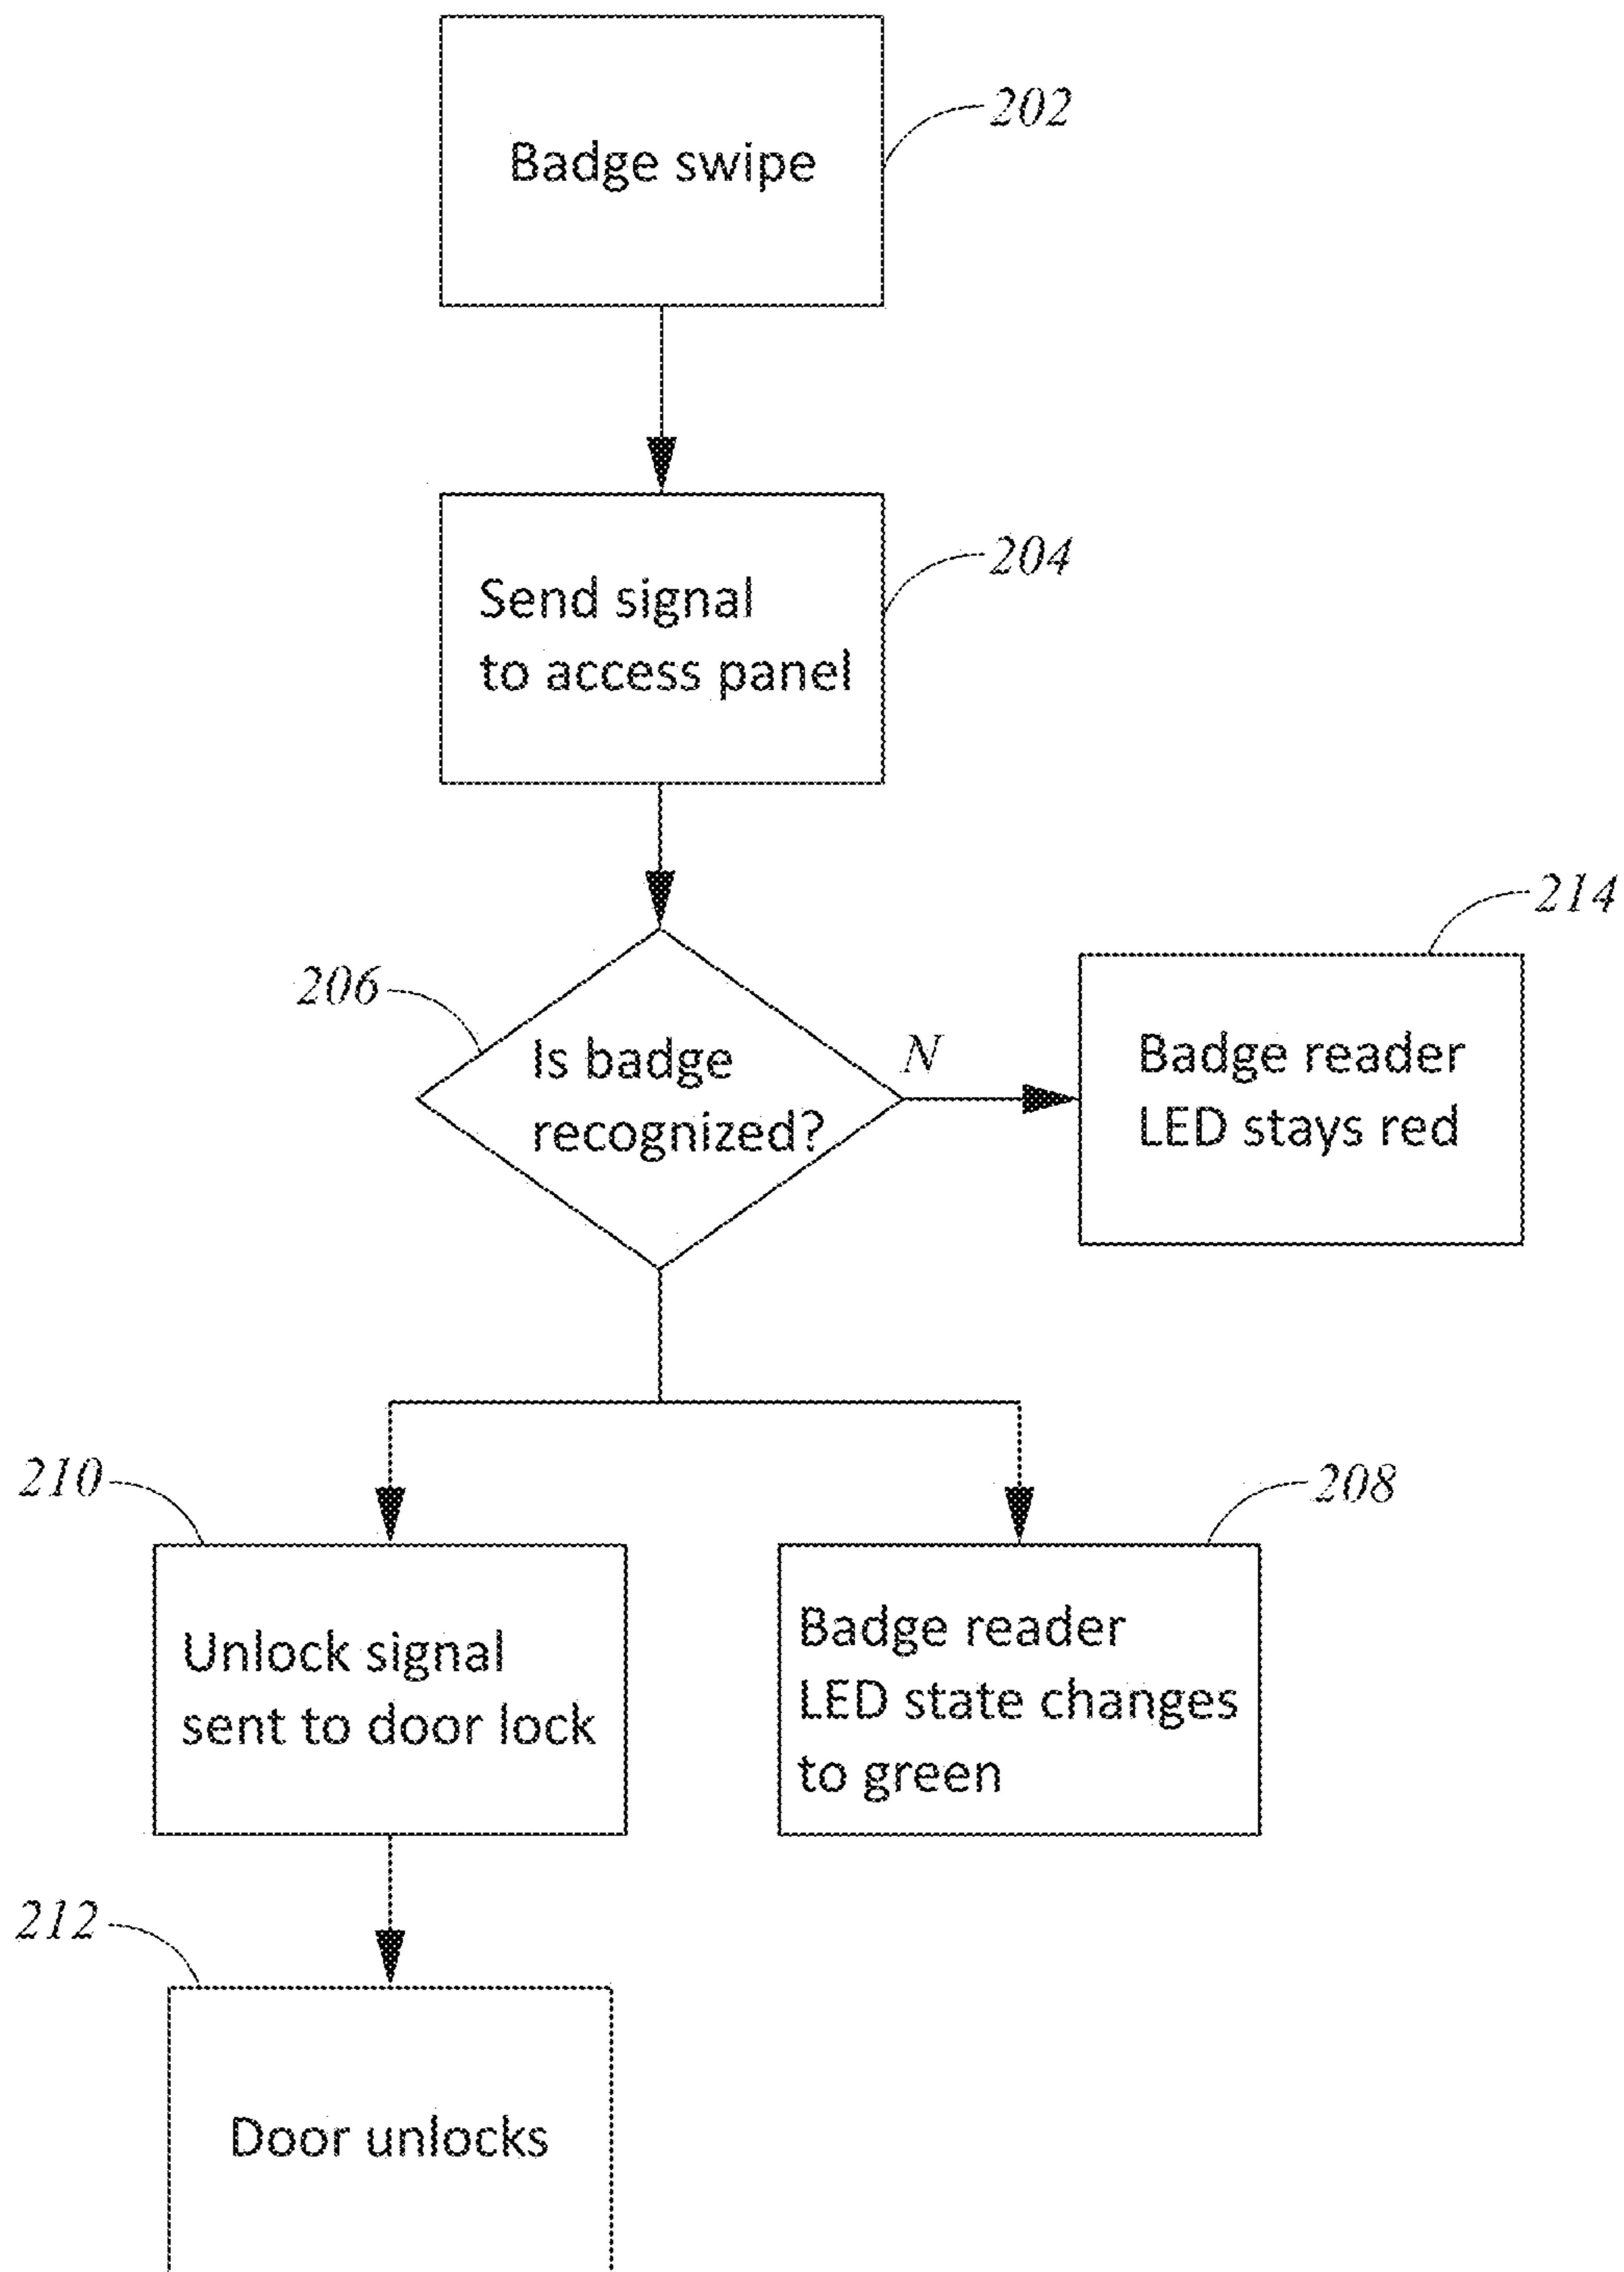 Badge swipe
202
Send signal
to access panel
204
206
Is badge
recognized?
N
214
Badge reader
LED stays red
210
Unlock signal
sent to door lock
208
Badge reader
LED state changes
to green
212
Door unlocks